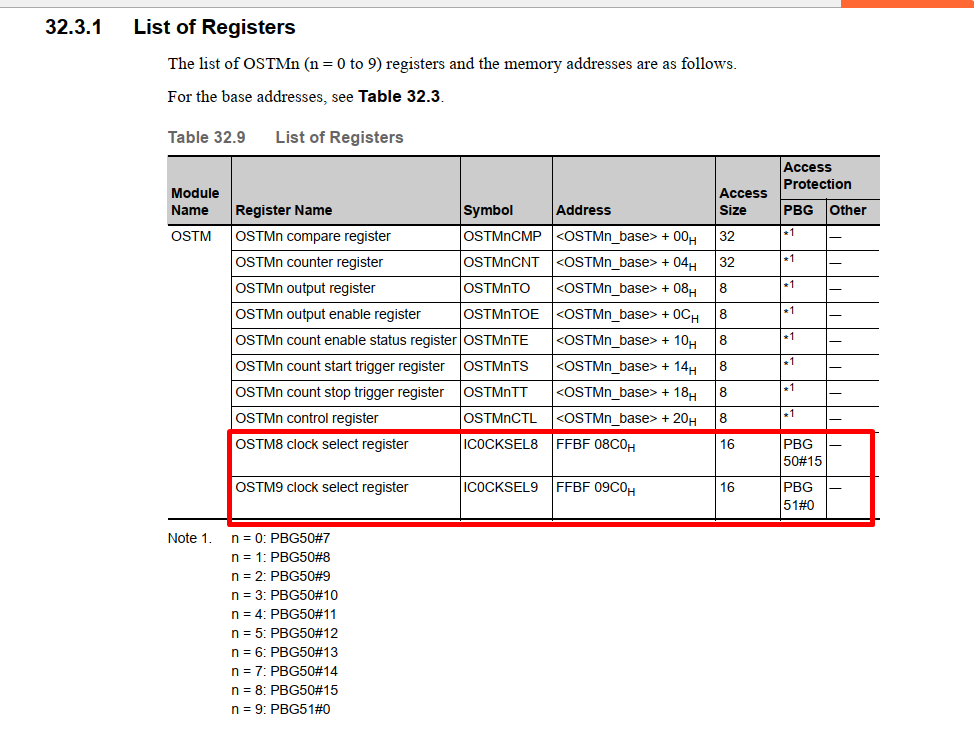 32.3.1 List of Registers
The list of OSTMn (n = 0 to 9) registers and the memory addresses are as follows.
For the base addresses, see Table 32.3.
Table 32.9 List of Registers
Module Name Register Name Symbol Address Access Size Access Protection
PBG Other
OSTM OSTMn compare register OSTMnCMP <OSTMn_base> + 00H 32 *1 —
OSTMn counter register OSTMnCNT <OSTMn_base> + 04H 32 *1 —
OSTMn output register OSTMnTO <OSTMn_base> + 08H 8 *1 —
OSTMn output enable register OSTMnTOE <OSTMn_base> + 0CH 8 *1 —
OSTMn count enable status register OSTMnTE <OSTMn_base> + 10H 8 *1 —
OSTMn count start trigger register OSTMnTS <OSTMn_base> + 14H 8 *1 —
OSTMn count stop trigger register OSTMnTT <OSTMn_base> + 18H 8 *1 —
OSTMn control register OSTMnCTL <OSTMn_base> + 20H 8 *1 —
OSTM8 clock select register IC0CKSEL8 FFBF 08C0H 16 PBG 50#15 —
OSTM9 clock select register IC0CKSEL9 FFBF 09C0H 16 PBG 51#0 —
Note 1. n = 0: PBG50#7
n = 1: PBG50#8
n = 2: PBG50#9
n = 3: PBG50#10
n = 4: PBG50#11
n = 5: PBG50#12
n = 6: PBG50#13
n = 7: PBG50#14
n = 8: PBG50#15
n = 9: PBG51#0